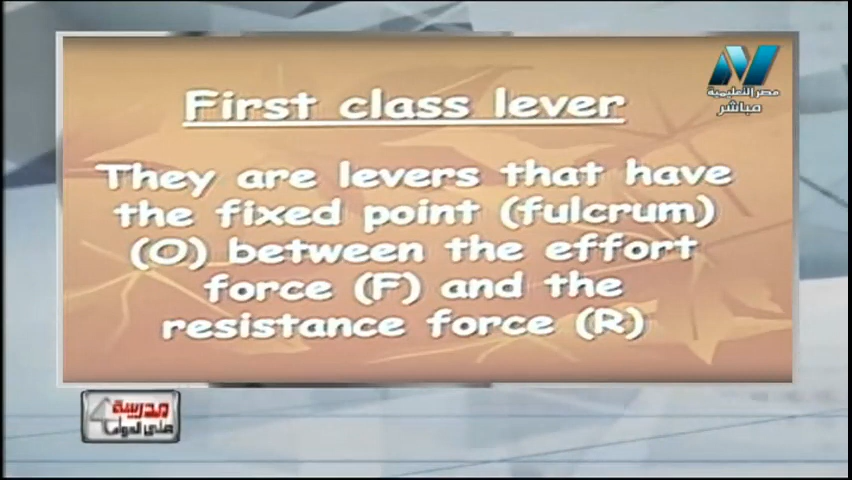 مصر التعليمية
مباشر
First class lever
They are levers that have
the fixed point (fulcrum)
(O) between the effort
force (F) and the
resistance force (R)
مدرسة
على الهواء